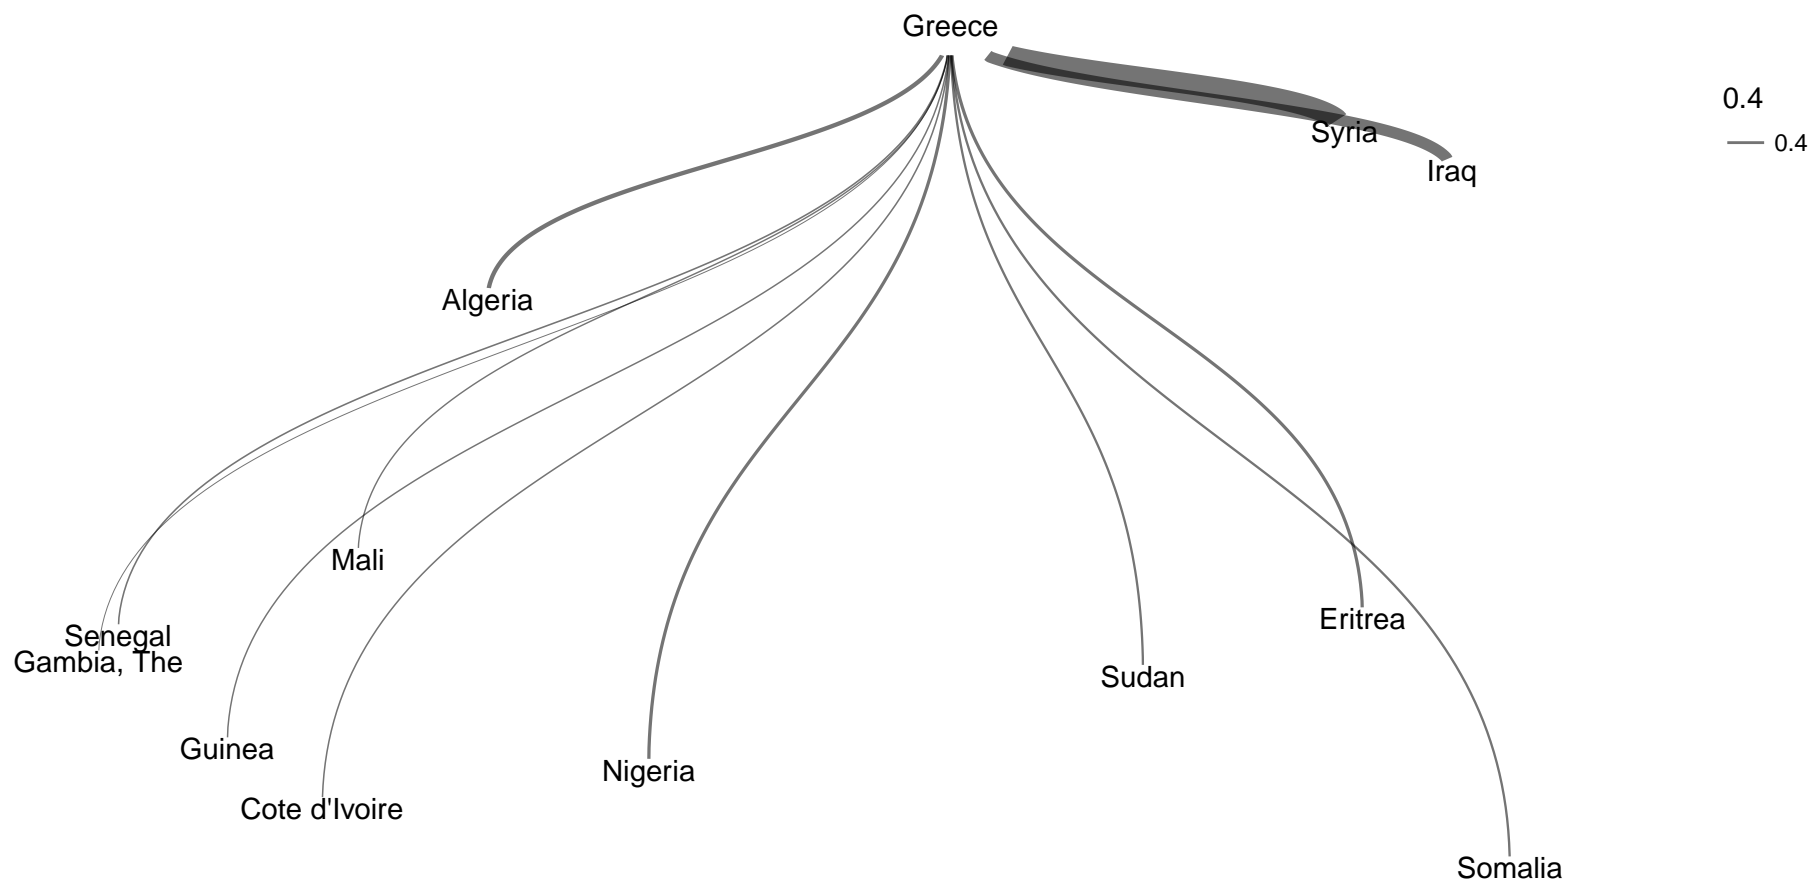 Greece
0.4
0.4
Syria
Iraq
Algeria
Mali
Senegal
Gambia, The
Eritrea
Sudan
Guinea
Nigeria
Cote d'Ivoire
Somalia